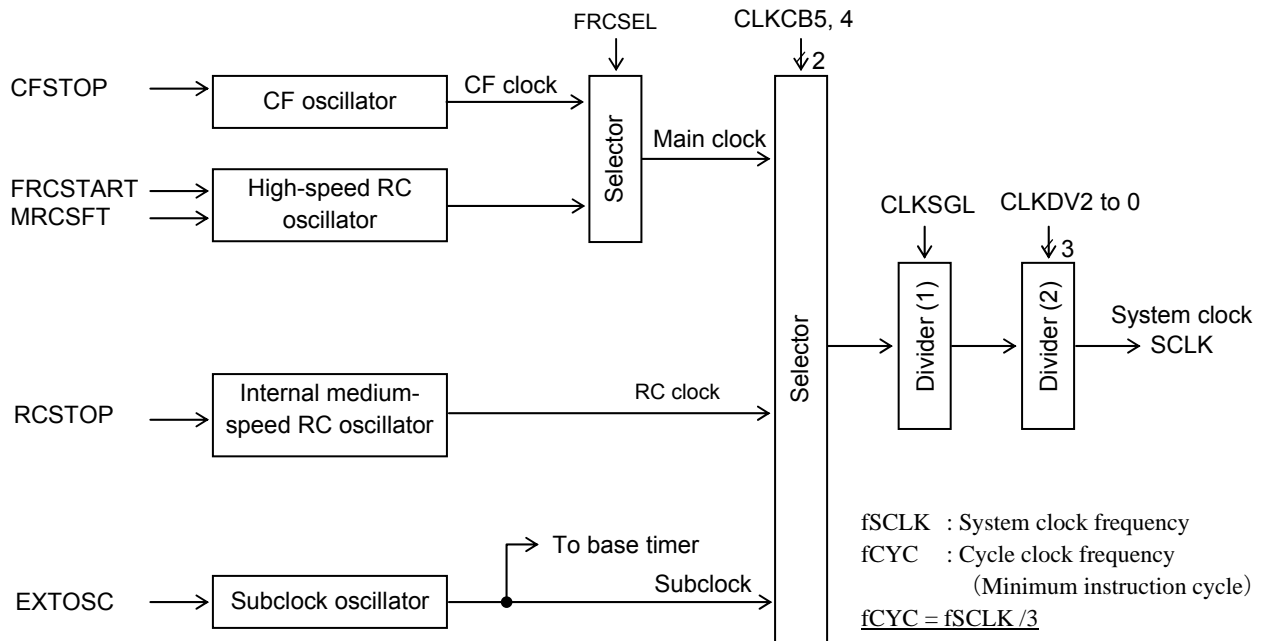 FRCSEL
CLKCB5, 4
2
CFSTOP
CF oscillator
CF clock
Selector
Main clock
FRCSTART
MRCSFT
High-speed RC
oscillator
CLKSGL
CLKDV2 to 0
3
Selector
Divider (1)
Divider (2)
System clock
SCLK
RCSTOP
Internal medium-
speed RC oscillator
RC clock
To base timer
EXTOSC
Subclock oscillator
Subclock
fSCLK : System clock frequency
fCYC : Cycle clock frequency
(Minimum instruction cycle)
fCYC = fSCLK /3